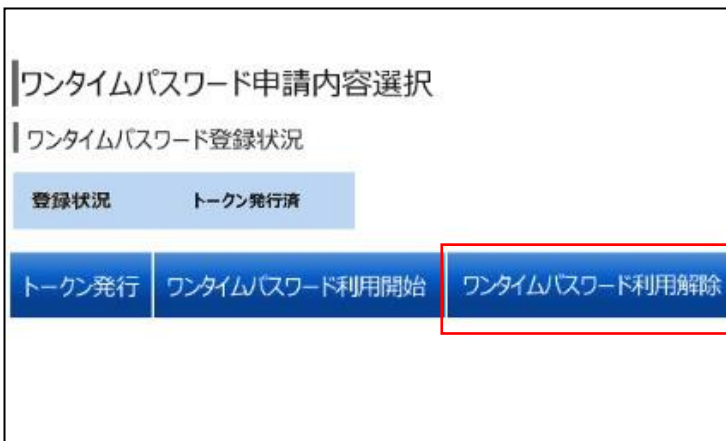 ワンタイムパスワード申請内容選択
ワンタイムパスワード登録状況
登録状況 トークン発行済
トークン発行 ワンタイムパスワード利用開始 ワンタイムパスワード利用解除